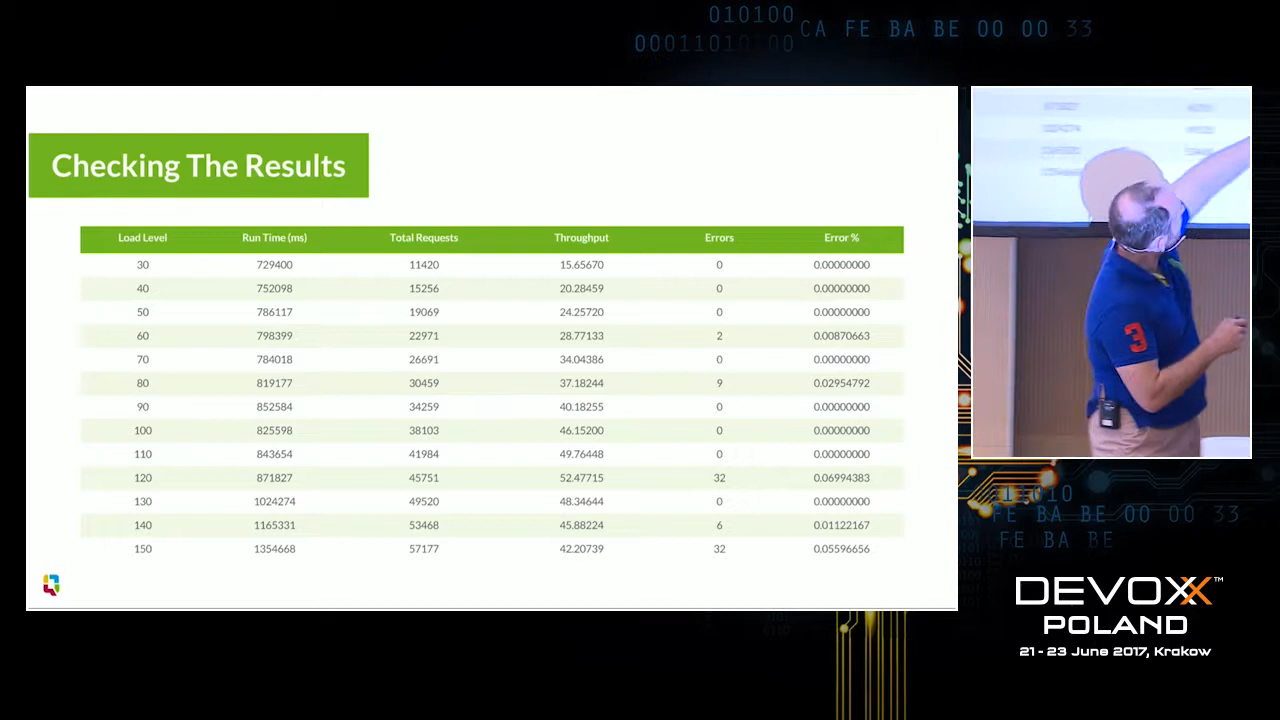 010100
00011010100
CA FE BA BE 00 00 33
Checking The Results
Load Level Run Time (ms) Total Requests Throughput Errors Error %
30 729400 11420 15.65670 0 0.00000000
40 752098 15256 20.28459 0 0.00000000
50 786117 19069 24.25720 0 0.00000000
60 798399 22971 28.77133 2 0.00870663
70 784018 26691 34.04386 0 0.00000000
80 819177 30459 37.18244 9 0.02954792
90 852584 34259 40.18255 0 0.00000000
100 825598 38103 46.15200 0 0.00000000
110 843654 41984 49.76448 0 0.00000000
120 871827 45751 52.47715 32 0.06994383
130 1024274 49520 48.34644 0 0.00000000
140 1165331 53468 45.88224 6 0.01122167
150 1354668 57177 42.20739 32 0.05596656
3
011010
FE BA BE 00 00 33
FE BA BE
DEVOXX™
POLAND
21 - 23 June 2017, Krakow